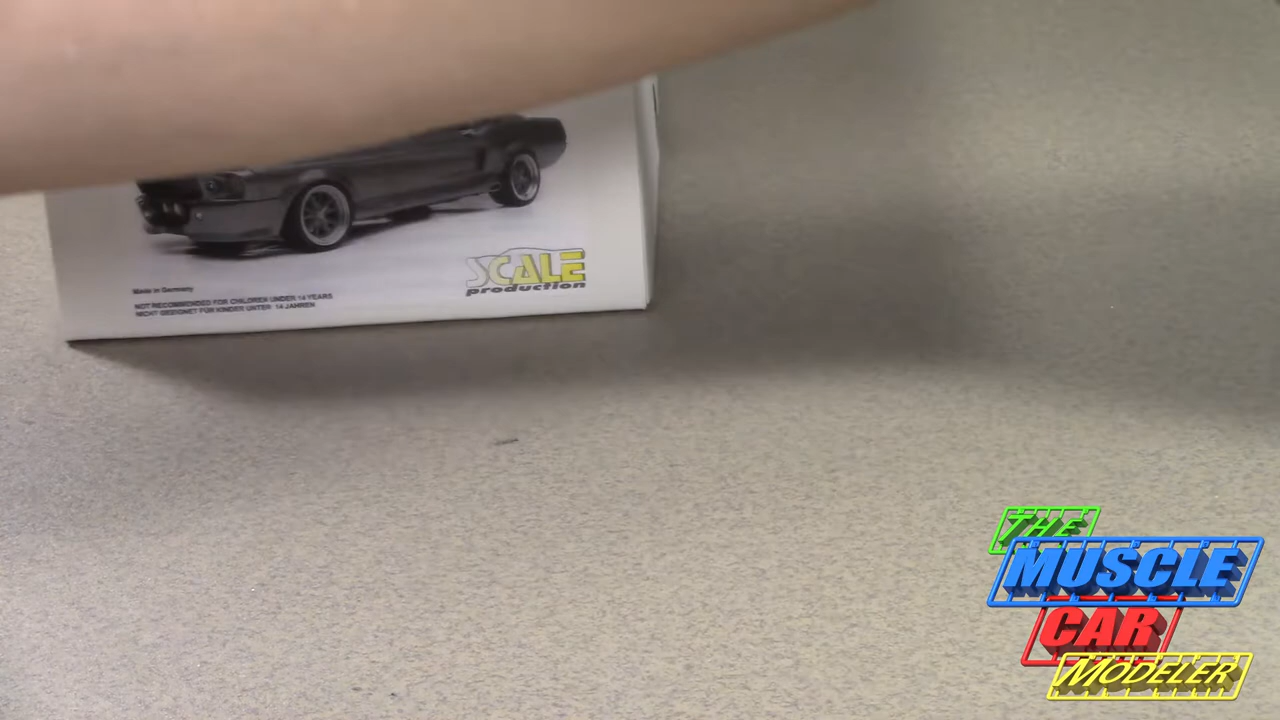 SCALE
production
Made in Germany
NOT RECOMMENDED FOR CHILDREN UNDER 14 YEARS
NICHT GEEIGNET FÜR KINDER UNTER 14 JAHREN
THE
MUSCLE
CAR
MODELER